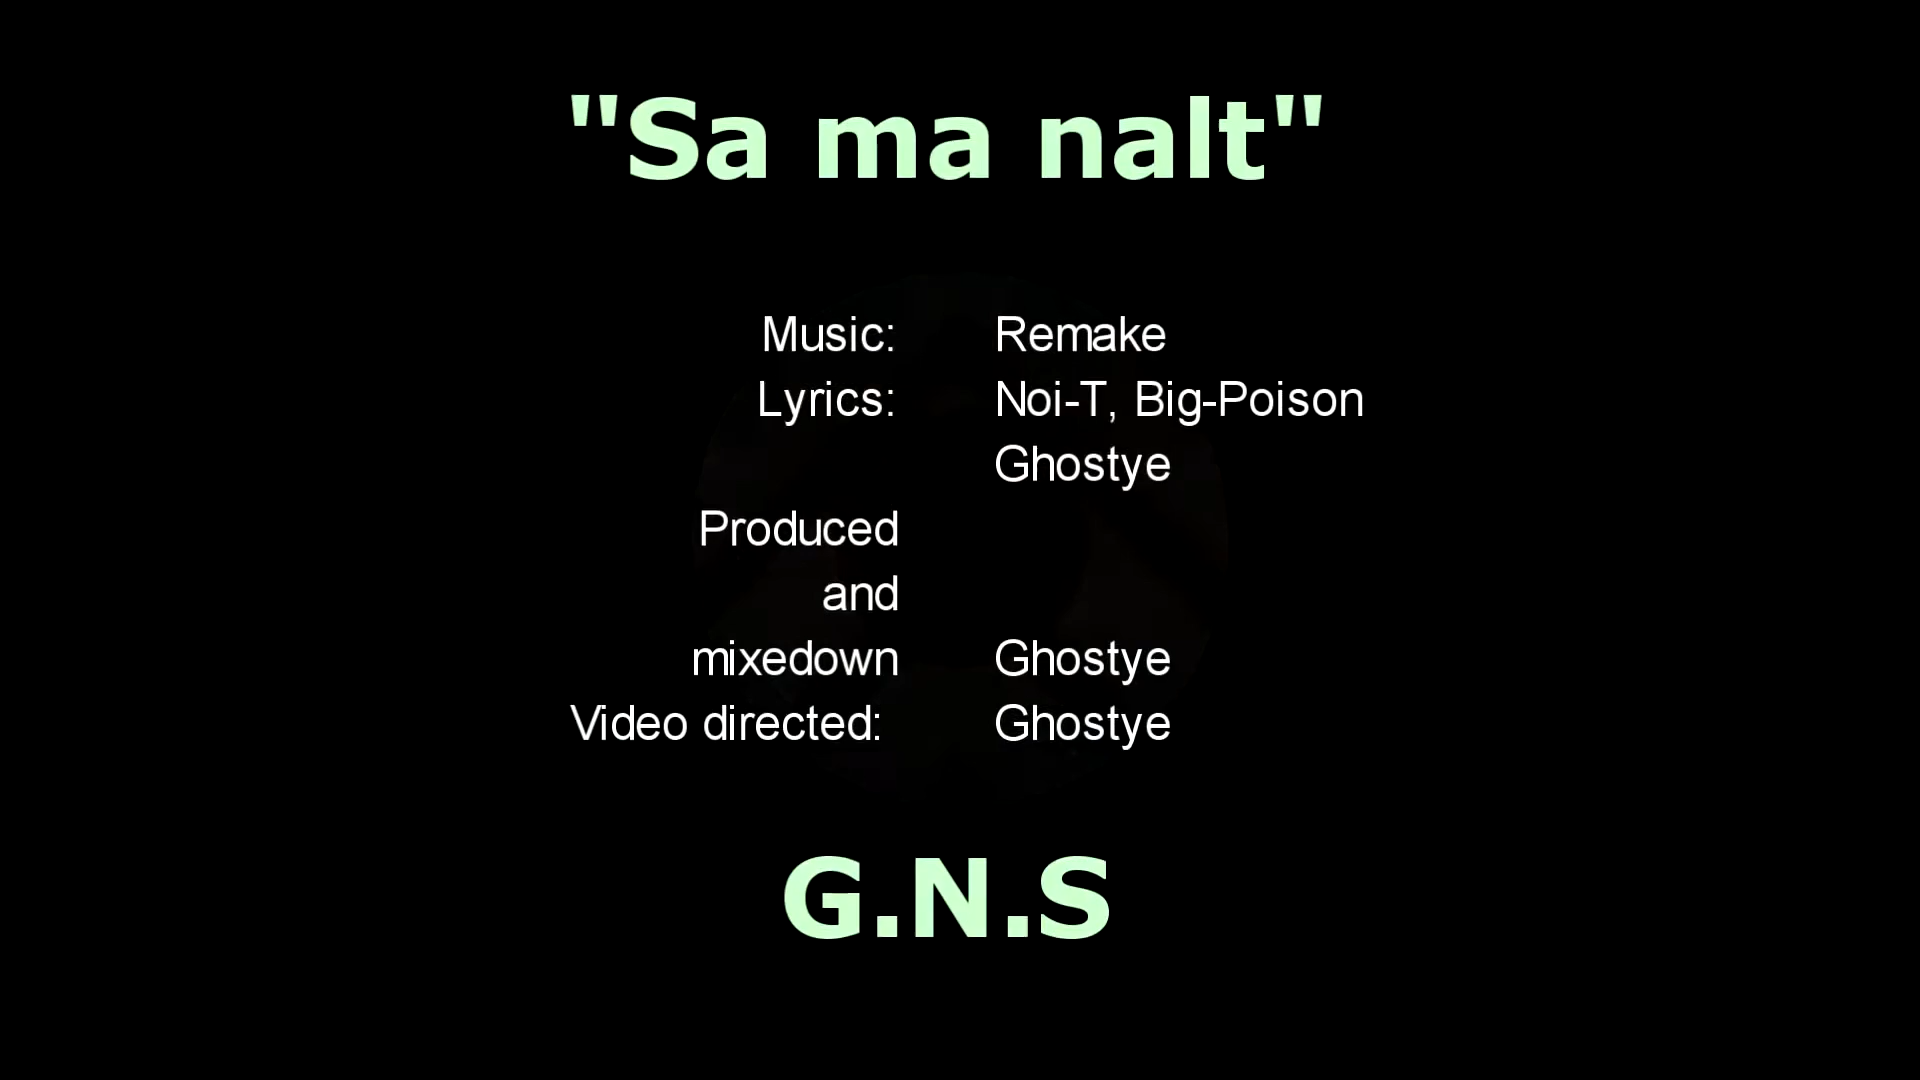 "Sa ma nalt"
Music: Remake
Lyrics: Noi-T, Big-Poison
Ghostye
Produced
and
mixedown Ghostye
Video directed: Ghostye
G.N.S